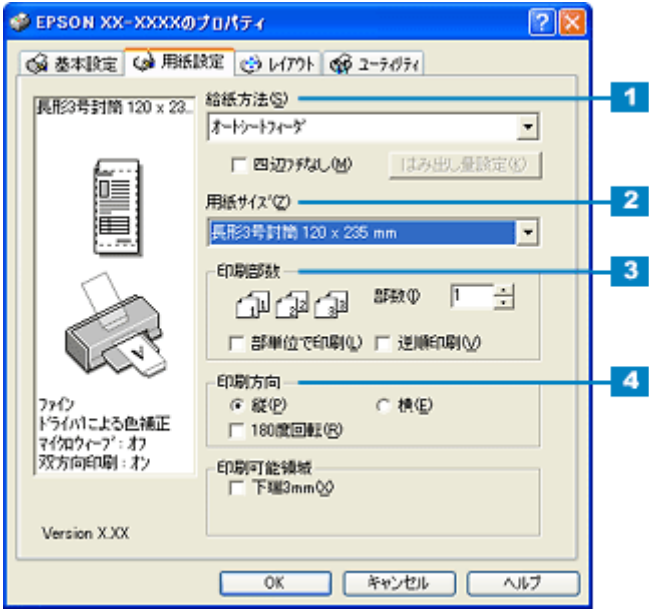 EPSON XX-XXXXのプロパティ
基本設定 用紙設定 レイアウト ユーティリティ
長形3号封筒 120 x 23..
給紙方法(S)
オートシートフィーダ
四辺フチなし(M) はみ出し量設定(K)
用紙サイズ(Z)
長形3号封筒 120 x 235 mm
印刷部数
部数(I) 1
部単位で印刷(L) 逆順印刷(V)
印刷方向
縦(P) 横(E)
180度回転(R)
印刷可能領域
下端3mm(X)
ファイン
ドライバによる色補正
マイクロウィーブ : オフ
双方向印刷 : オン
Version X.XX
OK キャンセル ヘルプ
1
2
3
4